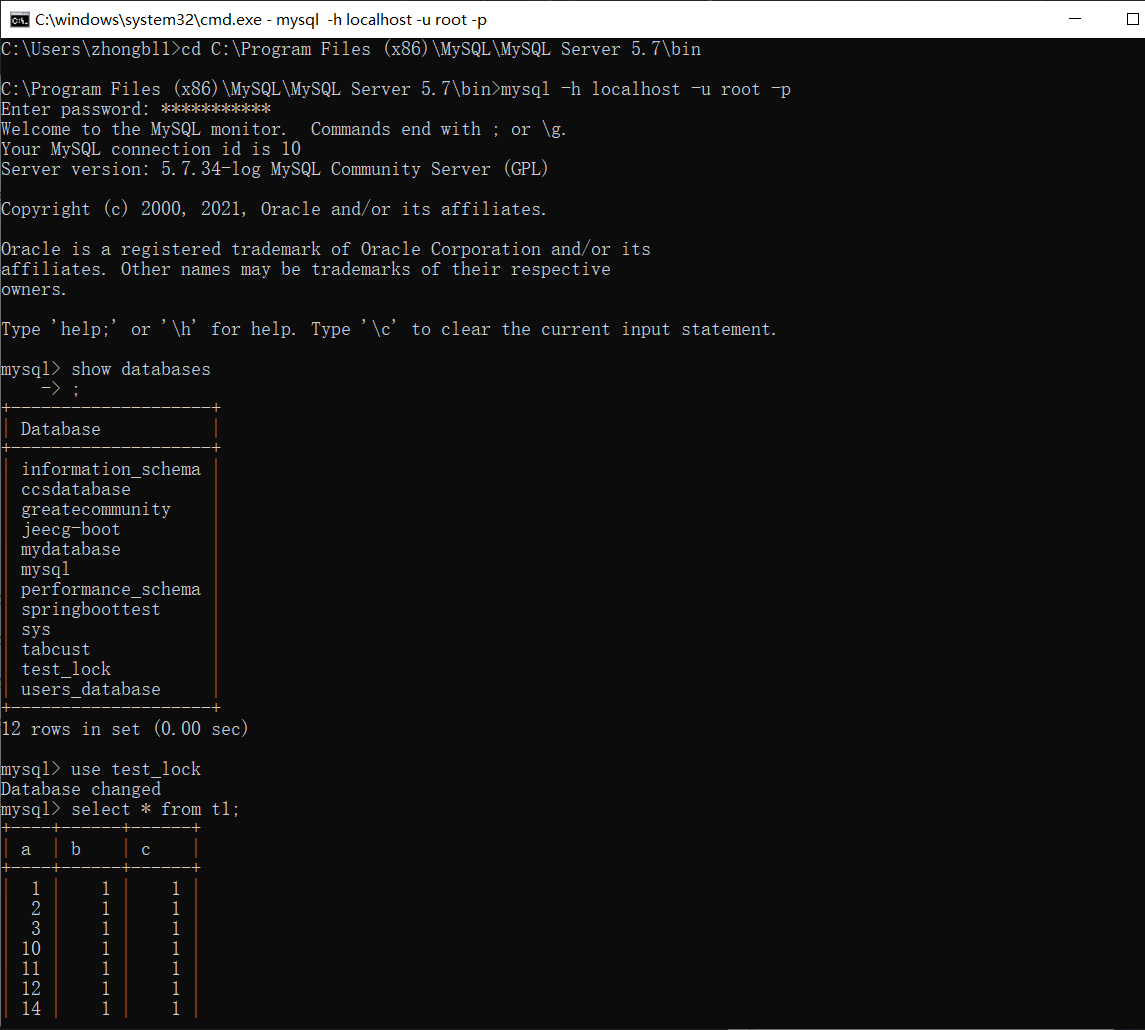 C:\windows\system32\cmd.exe - mysql  -h localhost -u root -p
C:\Users\zhongbl1>cd C:\Program Files (x86)\MySQL\MySQL Server 5.7\bin
C:\Program Files (x86)\MySQL\MySQL Server 5.7\bin>mysql -h localhost -u root -p
Enter password: ***********
Welcome to the MySQL monitor.  Commands end with ; or \g.
Your MySQL connection id is 10
Server version: 5.7.34-log MySQL Community Server (GPL)
Copyright (c) 2000, 2021, Oracle and/or its affiliates.
Oracle is a registered trademark of Oracle Corporation and/or its
affiliates. Other names may be trademarks of their respective
owners.
Type 'help;' or '\h' for help. Type '\c' to clear the current input statement.
mysql> show databases
    -> ;
+--------------------+
| Database           |
+--------------------+
| information_schema |
| ccsdatabase        |
| greatecommunity    |
| jeecg-boot         |
| mydatabase         |
| mysql              |
| performance_schema |
| springboottest     |
| sys                |
| tabcust            |
| test_lock          |
| users_database     |
+--------------------+
12 rows in set (0.00 sec)
mysql> use test_lock
Database changed
mysql> select * from t1;
+----+------+------+
| a  | b    | c    |
+----+------+------+
|  1 |    1 |    1 |
|  2 |    1 |    1 |
|  3 |    1 |    1 |
| 10 |    1 |    1 |
| 11 |    1 |    1 |
| 12 |    1 |    1 |
| 14 |    1 |    1 |